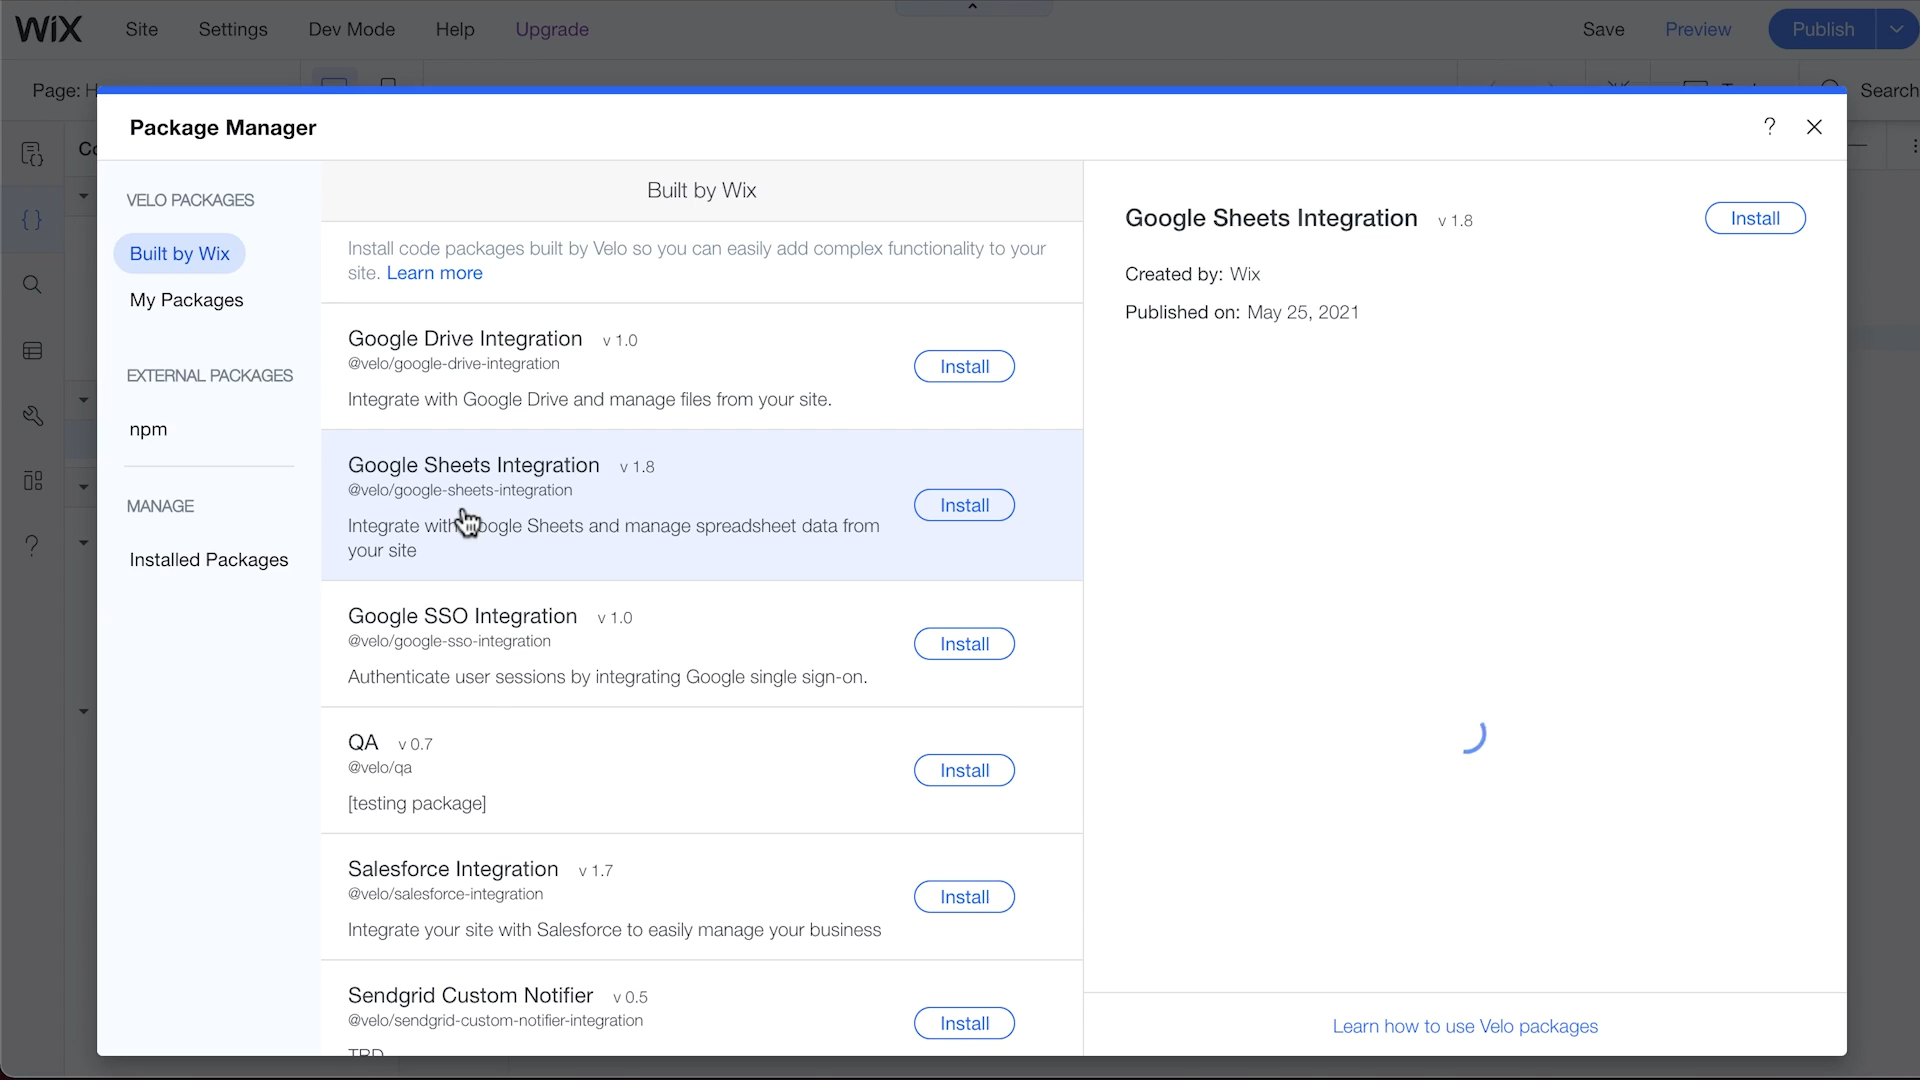 WiX Site Settings Dev Mode Help Upgrade Save Preview Publish
Page: H Search
Package Manager ?
VELO PACKAGES
Built by Wix
My Packages
EXTERNAL PACKAGES
npm
MANAGE
Installed Packages
Built by Wix
Install code packages built by Velo so you can easily add complex functionality to your
site. Learn more
Google Drive Integration v 1.0
@velo/google-drive-integration
Install
Integrate with Google Drive and manage files from your site.
Google Sheets Integration v 1.8
@velo/google-sheets-integration
Install
Integrate with Google Sheets and manage spreadsheet data from
your site
Google SSO Integration v 1.0
@velo/google-sso-integration
Install
Authenticate user sessions by integrating Google single sign-on.
QA v 0.7
@velo/qa
Install
[testing package]
Salesforce Integration v 1.7
@velo/salesforce-integration
Install
Integrate your site with Salesforce to easily manage your business
Sendgrid Custom Notifier v 0.5
@velo/sendgrid-custom-notifier-integration
Install
TBD
Google Sheets Integration v 1.8
Install
Created by: Wix
Published on: May 25, 2021
Learn how to use Velo packages